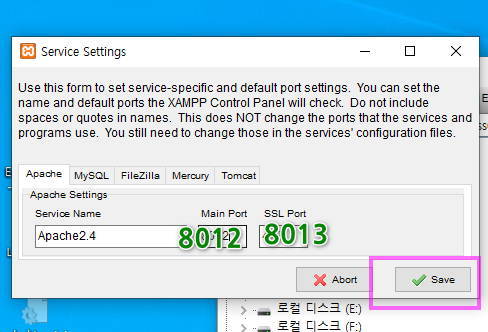 Service Settings
Use this form to set service-specific and default port settings. You can set the
name and default ports the XAMPP Control Panel will check. Do not include
spaces or quotes in names. This does NOT change the ports that the services and
programs use. You still need to change those in the services' configuration files.
Apache MySQL FileZilla Mercury Tomcat
Apache Settings
Service Name Main Port SSL Port
Apache2.4 8012 8013
Abort Save
로컬 디스크 (E:)
로컬 디스크 (F:)